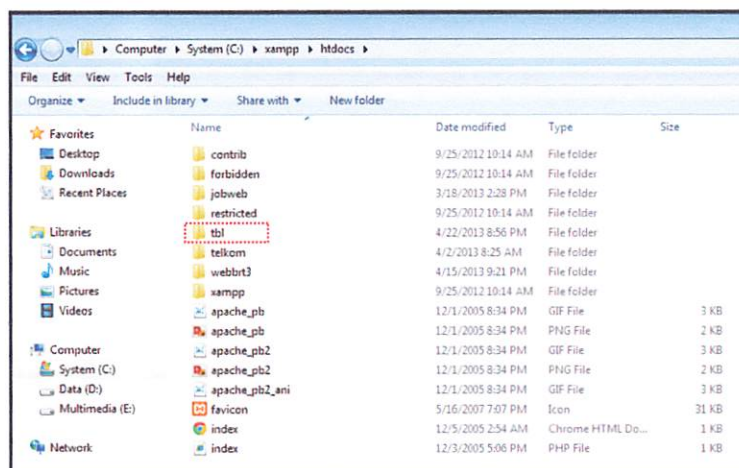 Computer System (C:) xampp htdocs
File Edit View Tools Help
Organize Include in library Share with New folder
Name Date modified Type Size
Favorites
Desktop
Downloads
Recent Places
Libraries
Documents
Music
Pictures
Videos
Computer
System (C:)
Data (D:)
Multimedia (E:)
Network
contrib 9/25/2012 10:14 AM File folder
forbidden 9/25/2012 10:14 AM File folder
jobweb 3/18/2013 2:28 PM File folder
restricted 9/25/2012 10:14 AM File folder
tbl 4/22/2013 8:56 PM File folder
telkom 4/2/2013 8:25 AM File folder
webbrt3 4/15/2013 9:21 PM File folder
xampp 9/25/2012 10:14 AM File folder
apache_pb 12/1/2005 8:34 PM GIF File 3 KB
apache_pb 12/1/2005 8:34 PM PNG File 2 KB
apache_pb2 12/1/2005 8:34 PM GIF File 3 KB
apache_pb2 12/1/2005 8:34 PM PNG File 2 KB
apache_pb2_ani 12/1/2005 8:34 PM GIF File 3 KB
favicon 5/16/2007 7:07 PM Icon 31 KB
index 12/5/2005 2:54 AM Chrome HTML Do... 1 KB
index 12/3/2005 5:06 PM PHP File 1 KB